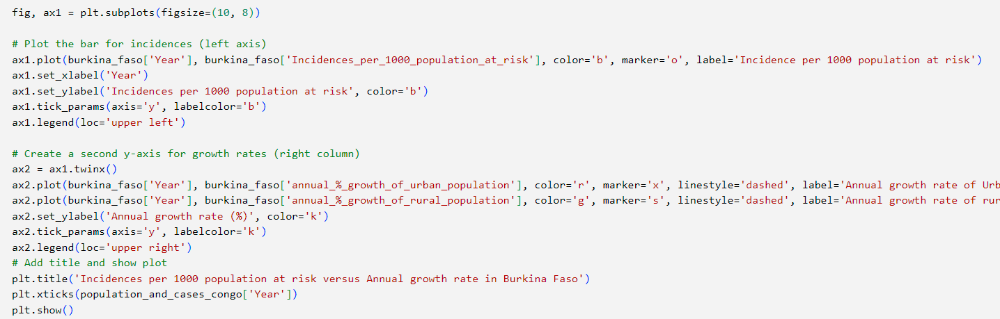 fig, ax1 = plt.subplots(figsize=(10, 8))
# Plot the bar for incidences (left axis)
ax1.plot(burkina_faso['Year'], burkina_faso['Incidences_per_1000_population_at_risk'], color='b', marker='o', label='Incidence per 1000 population at risk')
ax1.set_xlabel('Year')
ax1.set_ylabel('Incidences per 1000 population at risk', color='b')
ax1.tick_params(axis='y', labelcolor='b')
ax1.legend(loc='upper left')
# Create a second y-axis for growth rates (right column)
ax2 = ax1.twinx()
ax2.plot(burkina_faso['Year'], burkina_faso['annual_%_growth_of_urban_population'], color='r', marker='x', linestyle='dashed', label='Annual growth rate of Urb
ax2.plot(burkina_faso['Year'], burkina_faso['annual_%_growth_of_rural_population'], color='g', marker='s', linestyle='dashed', label='Annual growth rate of rur
ax2.set_ylabel('Annual growth rate (%)', color='k')
ax2.tick_params(axis='y', labelcolor='k')
ax2.legend(loc='upper right')
# Add title and show plot
plt.title('Incidences per 1000 population at risk versus Annual growth rate in Burkina Faso')
plt.xticks(population_and_cases_congo['Year'])
plt.show()